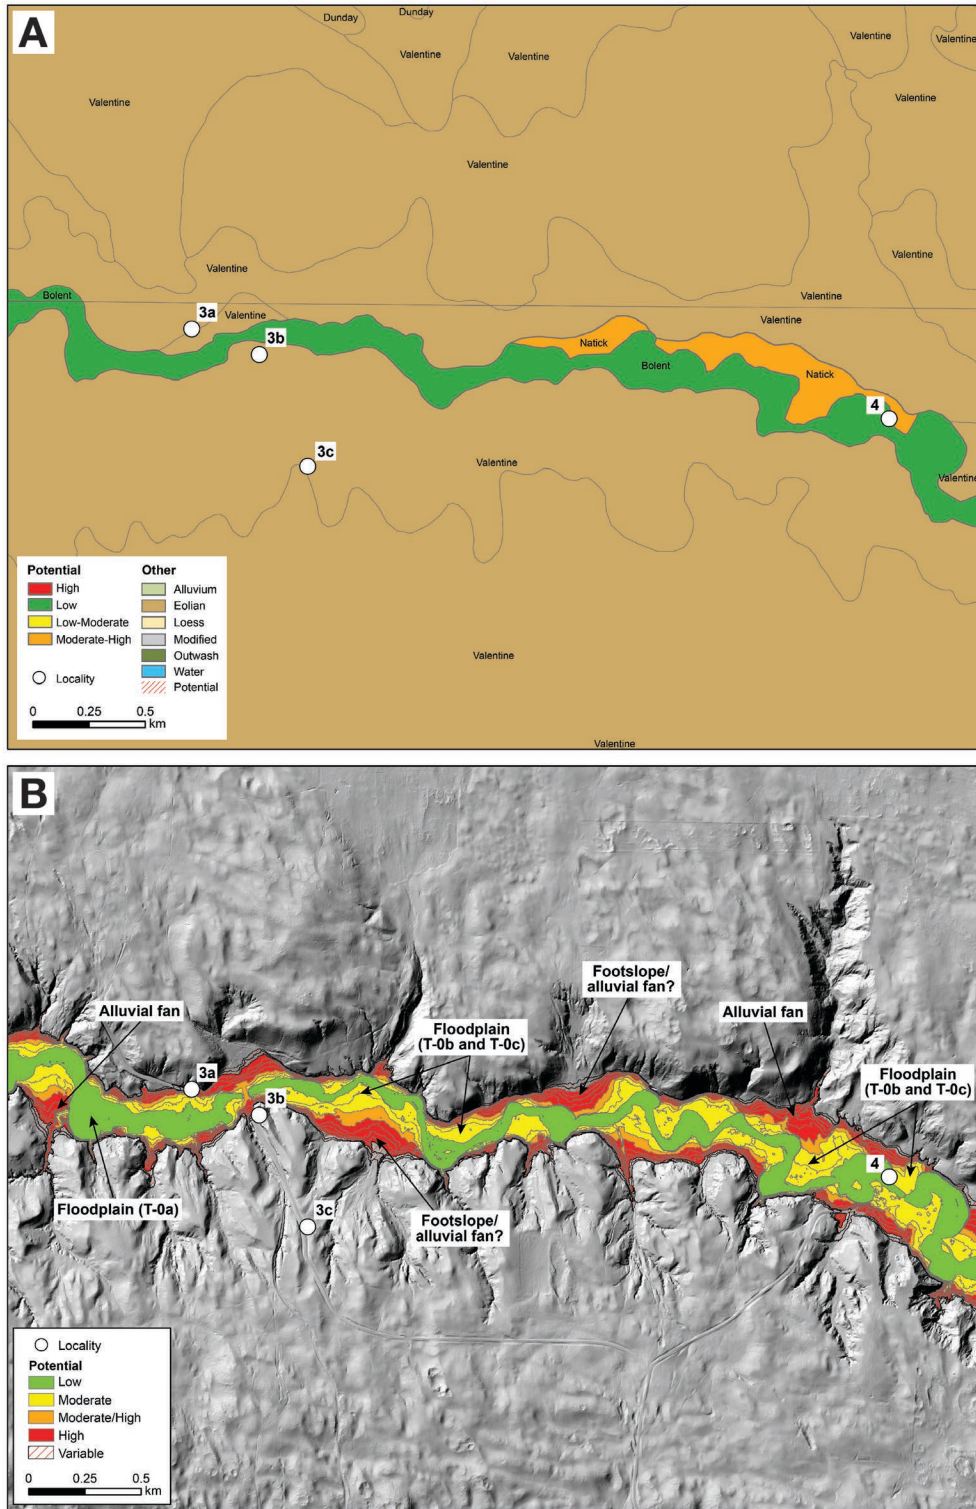 A
Dunday
Dunday
Valentine
Valentine
Valentine
Valentine
Valentine
Valentine
Valentine
Valentine
Valentine
Bolent
3a
Valentine
3b
Valentine
Valentine
Natick
Bolent
Natick
4
3c
Valentine
Valentine
Valentine
Valentine
Potential
High
Low
Low-Moderate
Moderate-High
Locality
0 0.25 0.5
km
Other
Alluvium
Eolian
Loess
Modified
Outwash
Water
Potential
B
Footslope/
alluvial fan?
Alluvial fan
Alluvial fan
Floodplain
(T-0b and T-0c)
Floodplain
(T-0b and T-0c)
3a
3b
4
Floodplain (T-0a)
3c
Footslope/
alluvial fan?
Locality
Potential
Low
Moderate
Moderate/High
High
Variable
0 0.25 0.5
km